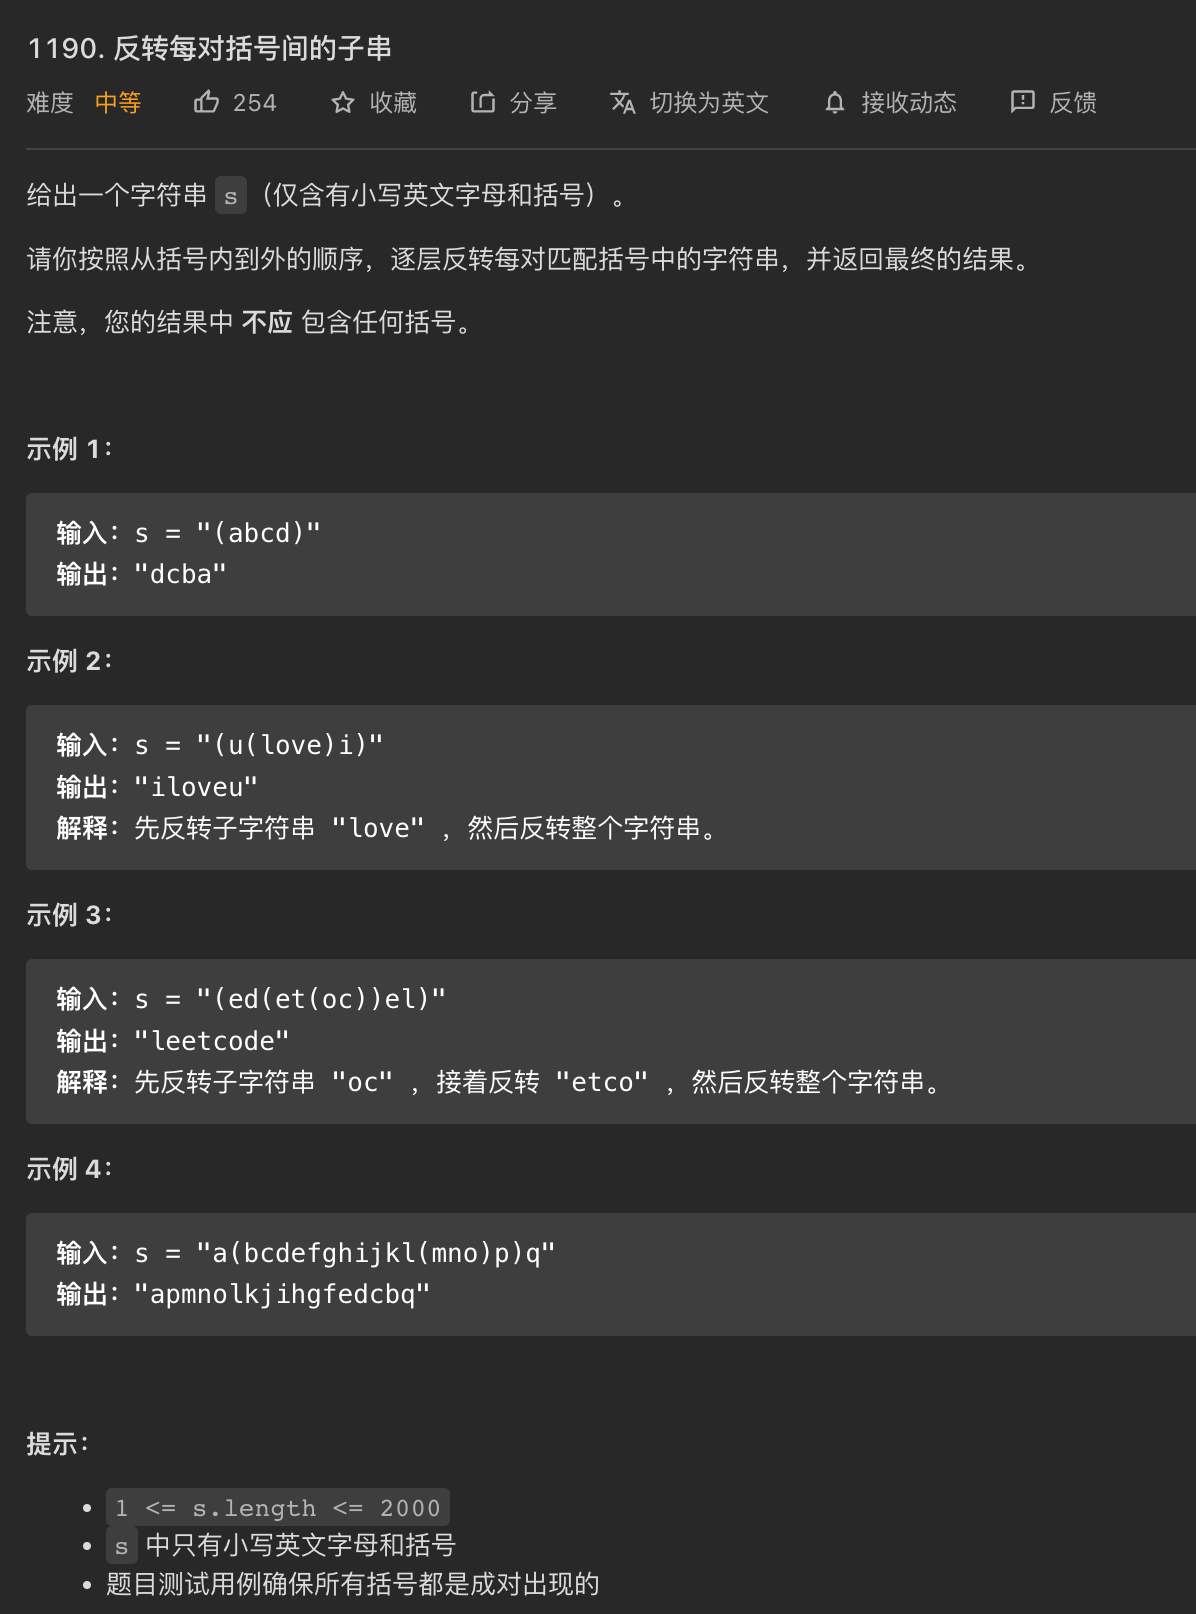 1190. 反转每对括号间的子串
难度 中等 254 收藏 分享 切换为英文 接收动态 反馈
给出一个字符串 s（仅含有小写英文字母和括号）。
请你按照从括号内到外的顺序，逐层反转每对匹配括号中的字符串，并返回最终的结果。
注意，您的结果中 不应 包含任何括号。
示例 1：
输入：s = "(abcd)"
输出："dcba"
示例 2：
输入：s = "(u(love)i)"
输出："iloveu"
解释：先反转子字符串 "love" ，然后反转整个字符串。
示例 3：
输入：s = "(ed(et(oc))el)"
输出："leetcode"
解释：先反转子字符串 "oc" ，接着反转 "etco" ，然后反转整个字符串。
示例 4：
输入：s = "a(bcdefghijkl(mno)p)q"
输出："apmnolkjihgfedcbq"
提示：
• 1 <= s.length <= 2000
• s 中只有小写英文字母和括号
• 题目测试用例确保所有括号都是成对出现的